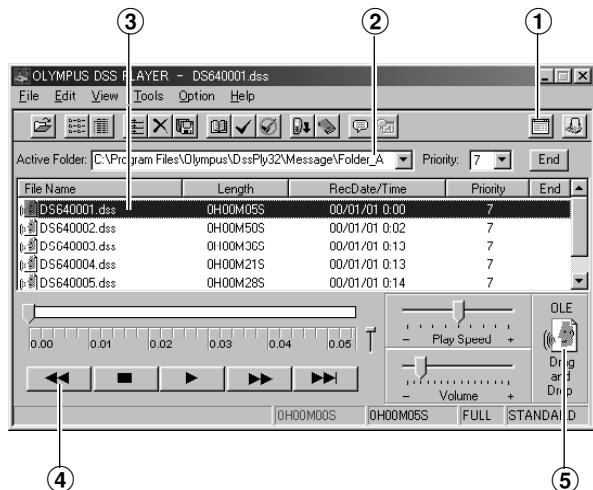 ③ ② ①
OLYMPUS DSS PLAYER - DS640001.dss
File Edit View Tools Option Help
Active Folder: C:\Program Files\Olympus\DssPly32\Message\Folder_A Priority: 7 End
File Name Length RecDate/Time Priority End
DS640001.dss 0H00M05S 00/01/01 0:00 7
DS640002.dss 0H00M50S 00/01/01 0:02 7
DS640003.dss 0H00M36S 00/01/01 0:13 7
DS640004.dss 0H00M21S 00/01/01 0:13 7
DS640005.dss 0H00M28S 00/01/01 0:14 7
0.00 0.01 0.02 0.03 0.04 0.05
- Play Speed +
- Volume +
OLE
Drag
and
Drop
0H00M00S 0H00M05S FULL STANDARD
④ ⑤